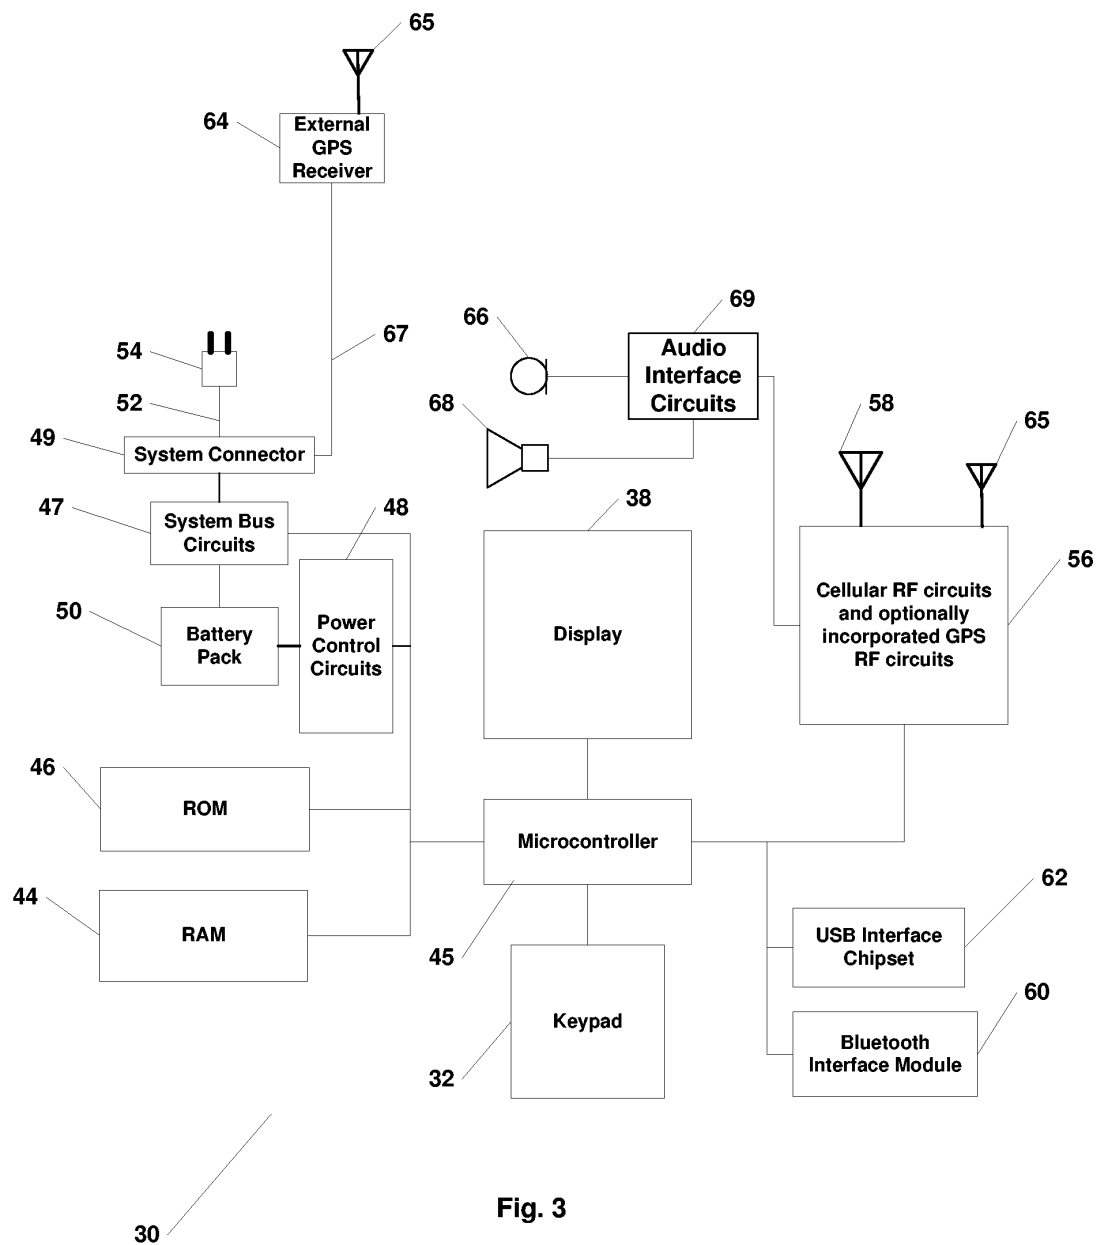 65
64
External
GPS
Receiver
69
66
67
54
Audio
Interface
Circuits
68
58
65
52
49
System Connector
47
System Bus
Circuits
48
38
56
50
Battery
Pack
Power
Control
Circuits
Display
Cellular RF circuits
and optionally
incorporated GPS
RF circuits
46
ROM
Microcontroller
44
RAM
62
45
USB Interface
Chipset
60
Keypad
32
Bluetooth
Interface Module
Fig. 3
30